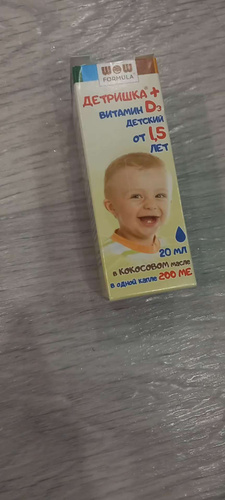 WOW
FORMULA
ДЕТРИШКА +
ВИТАМИН D3
ДЕТСКИЙ
ОТ 1,5
ЛЕТ
20 МЛ
В КОКОСОВОМ МАСЛЕ
В ОДНОЙ КАПЛЕ 200 МЕ